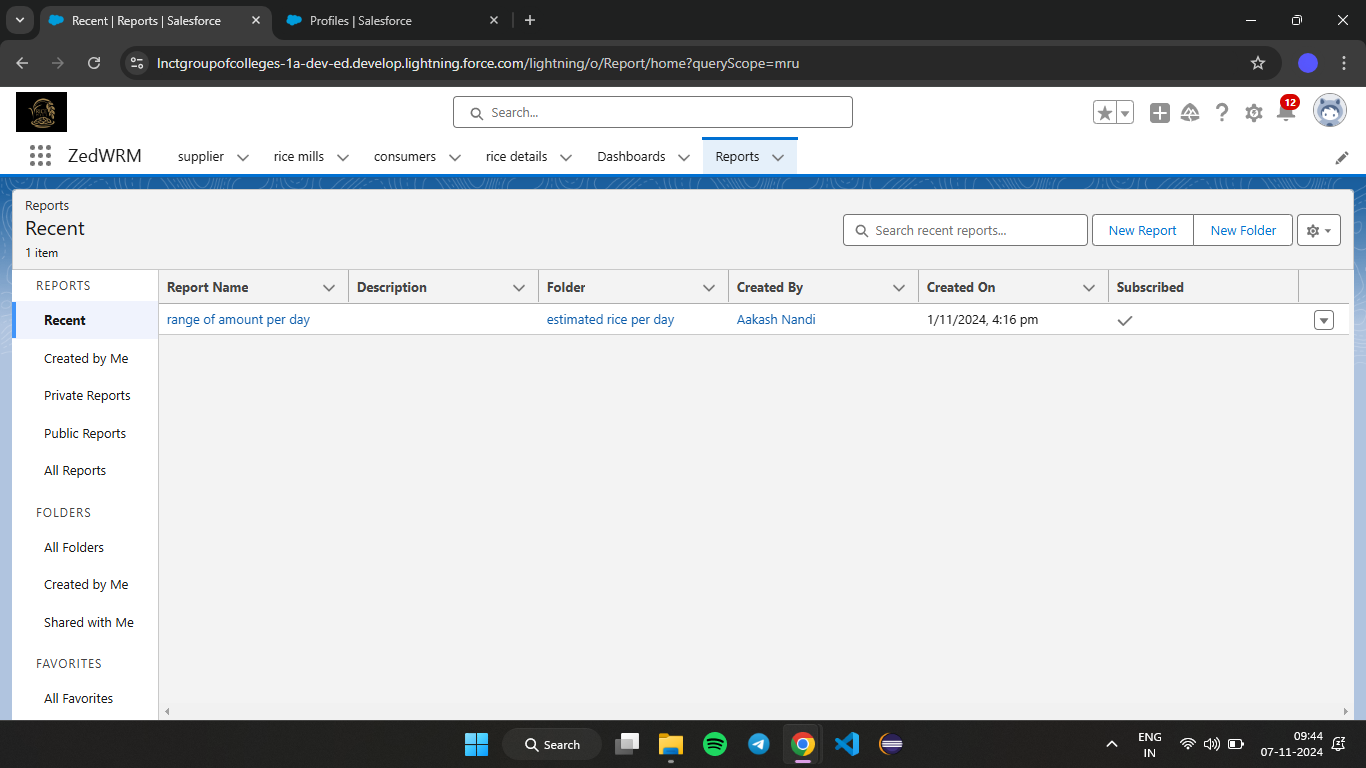 Recent | Reports | Salesforce
Profiles | Salesforce
lnctgroupofcolleges-1a-dev-ed.develop.lightning.force.com/lightning/o/Report/home?queryScope=mru
Search...
12
ZedWRM
supplier
rice mills
consumers
rice details
Dashboards
Reports
Reports
Recent
1 item
Search recent reports...
New Report
New Folder
REPORTS
Recent
Created by Me
Private Reports
Public Reports
All Reports
FOLDERS
All Folders
Created by Me
Shared with Me
FAVORITES
All Favorites
Report Name Description Folder Created By Created On Subscribed
range of amount per day estimated rice per day Aakash Nandi 1/11/2024, 4:16 pm
Search
ENG
IN
09:44
07-11-2024